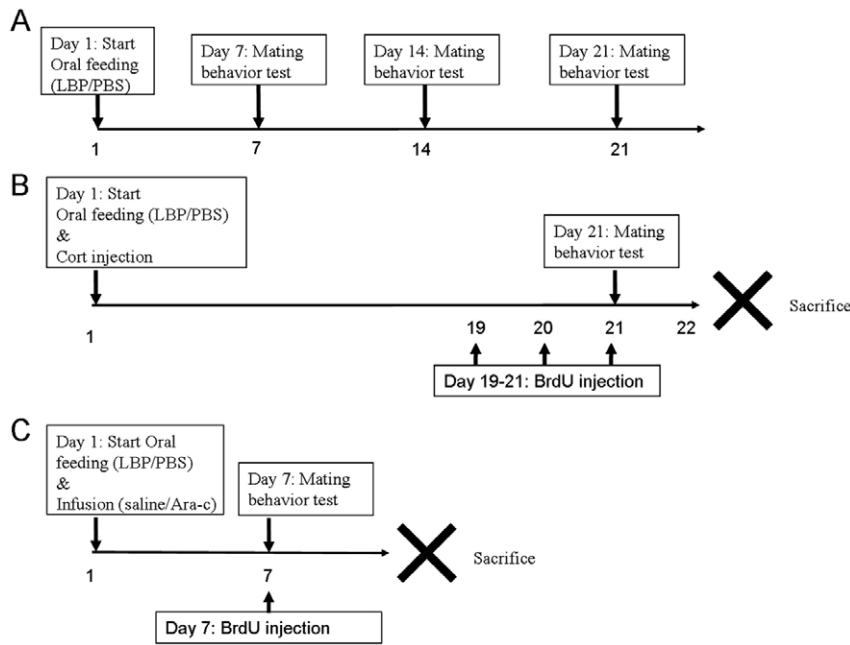 A
Day 1: Start
Oral feeding
(LBP/PBS)
Day 7: Mating
behavior test
Day 14: Mating
behavior test
Day 21: Mating
behavior test
1
7
14
21
B
Day 1: Start
Oral feeding (LBP/PBS)
&
Cort injection
Day 21: Mating
behavior test
Sacrifice
1
19
20
21
22
Day 19-21: BrdU injection
C
Day 1: Start Oral
feeding (LBP/PBS)
&
Infusion (saline/Ara-c)
Day 7: Mating
behavior test
Sacrifice
1
7
Day 7: BrdU injection